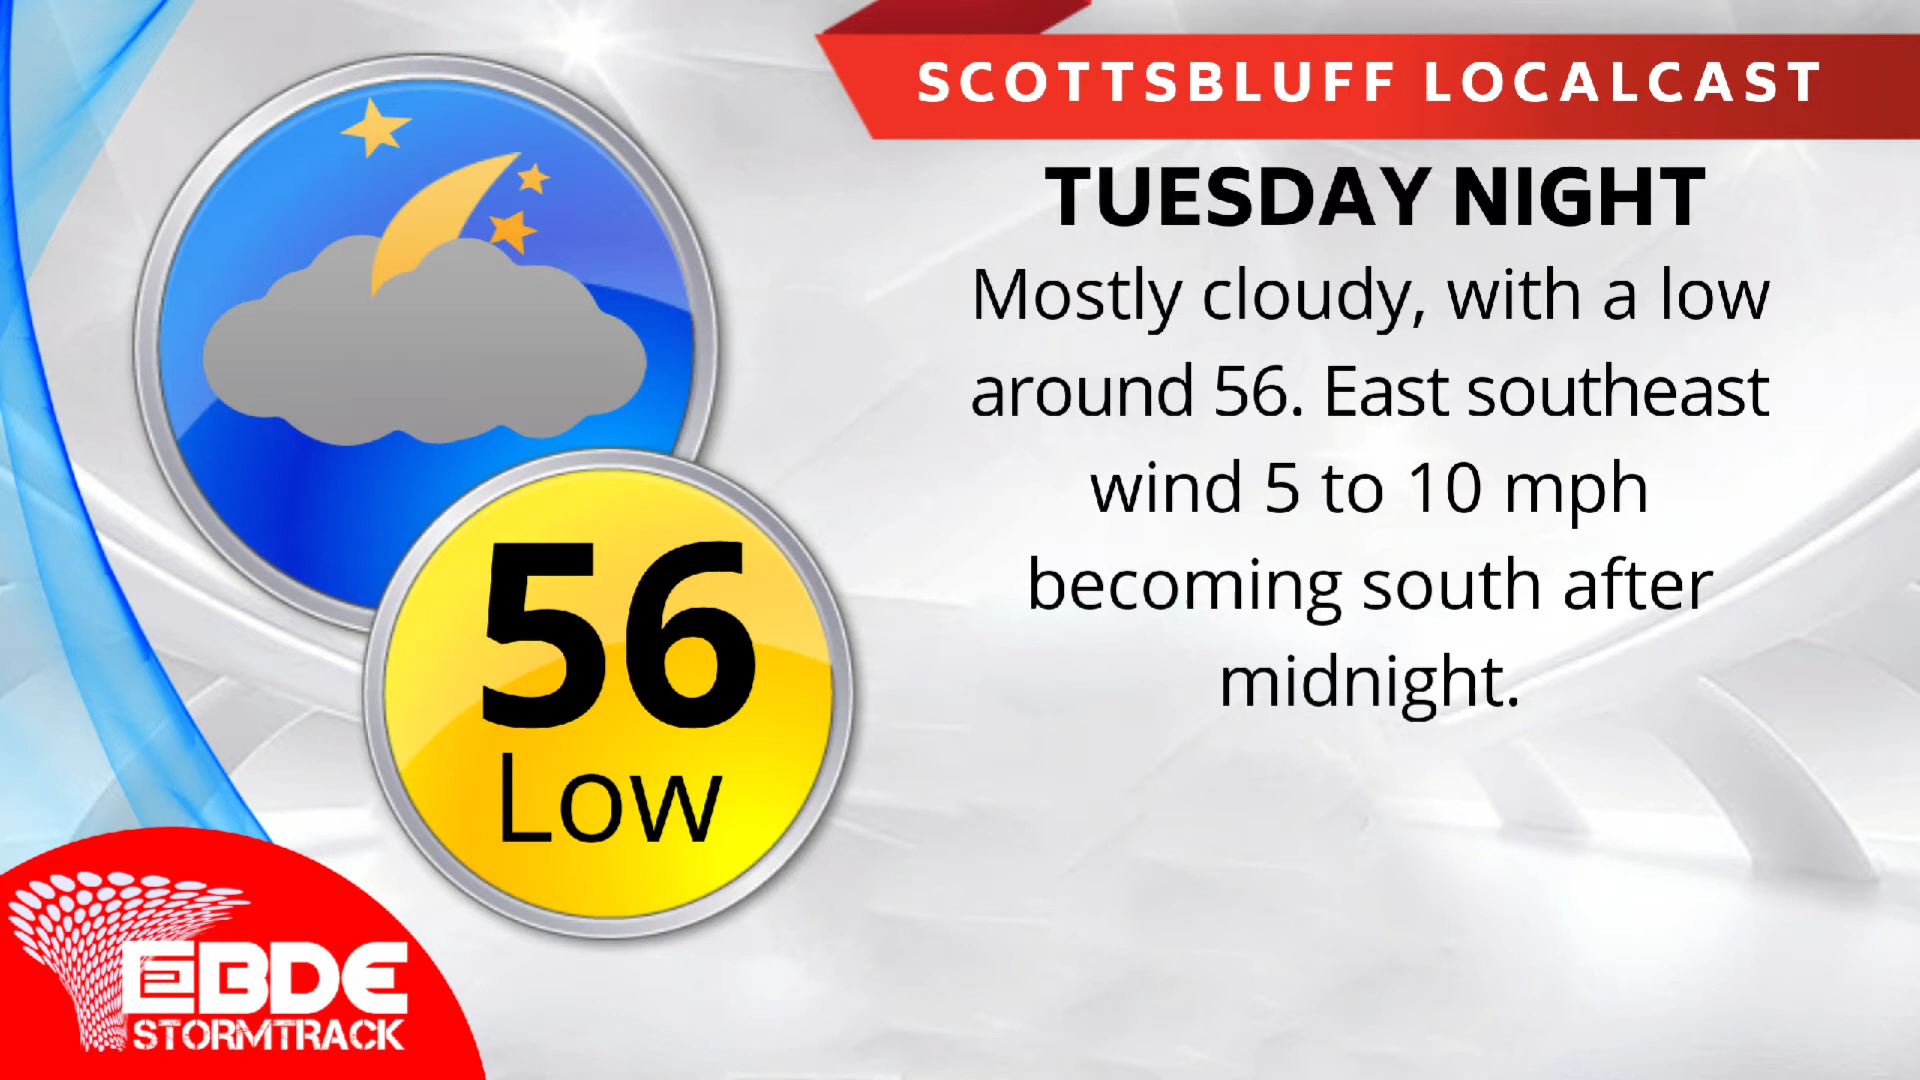 SCOTTSBLUFF LOCALCAST
TUESDAY NIGHT
Mostly cloudy, with a low
around 56. East southeast
wind 5 to 10 mph
becoming south after
midnight.
56
Low
EBDE
STORMTRACK